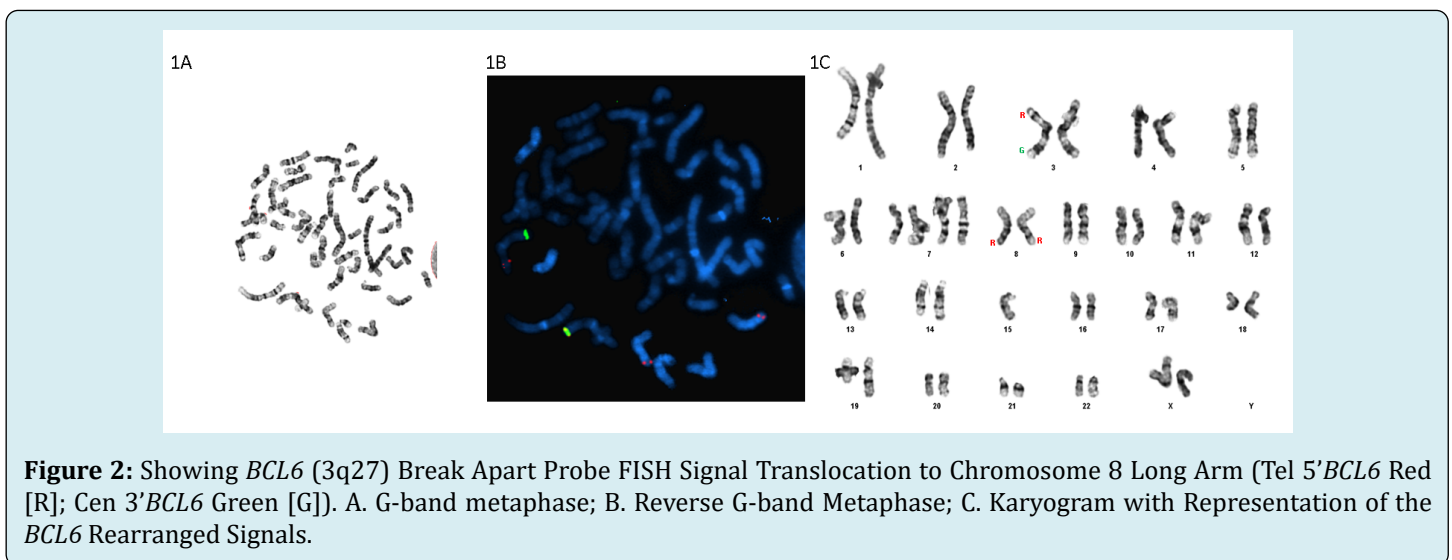 1A 1B 1C
R
G
1 2 3 4 5
R R
6 7 8 9 10 11 12
13 14 15 16 17 18
19 20 21 22 X Y
Figure 2: Showing BCL6 (3q27) Break Apart Probe FISH Signal Translocation to Chromosome 8 Long Arm (Tel 5’BCL6 Red
[R]; Cen 3’BCL6 Green [G]). A. G-band metaphase; B. Reverse G-band Metaphase; C. Karyogram with Representation of the
BCL6 Rearranged Signals.